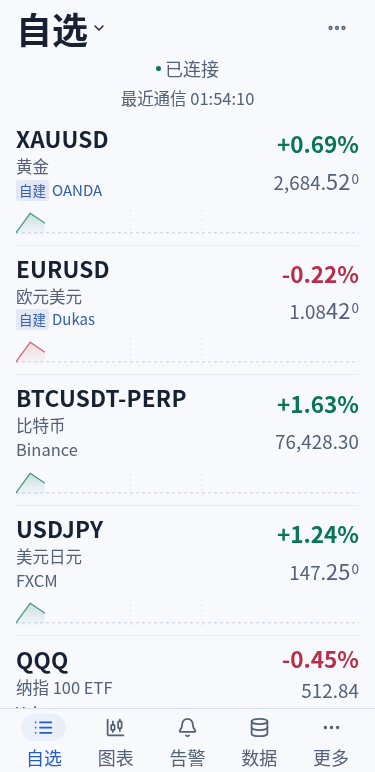 自选
已连接
最近通信 01:54:10
XAUUSD
+0.69%
黄金
2,684.52⁰
自建 OANDA
EURUSD
-0.22%
欧元美元
1.0842⁰
自建 Dukas
BTCUSDT-PERP
+1.63%
比特币
76,428.30
Binance
USDJPY
+1.24%
美元日元
147.25⁰
FXCM
QQQ
-0.45%
纳指 100 ETF
512.84
自选 图表 告警 数据 更多